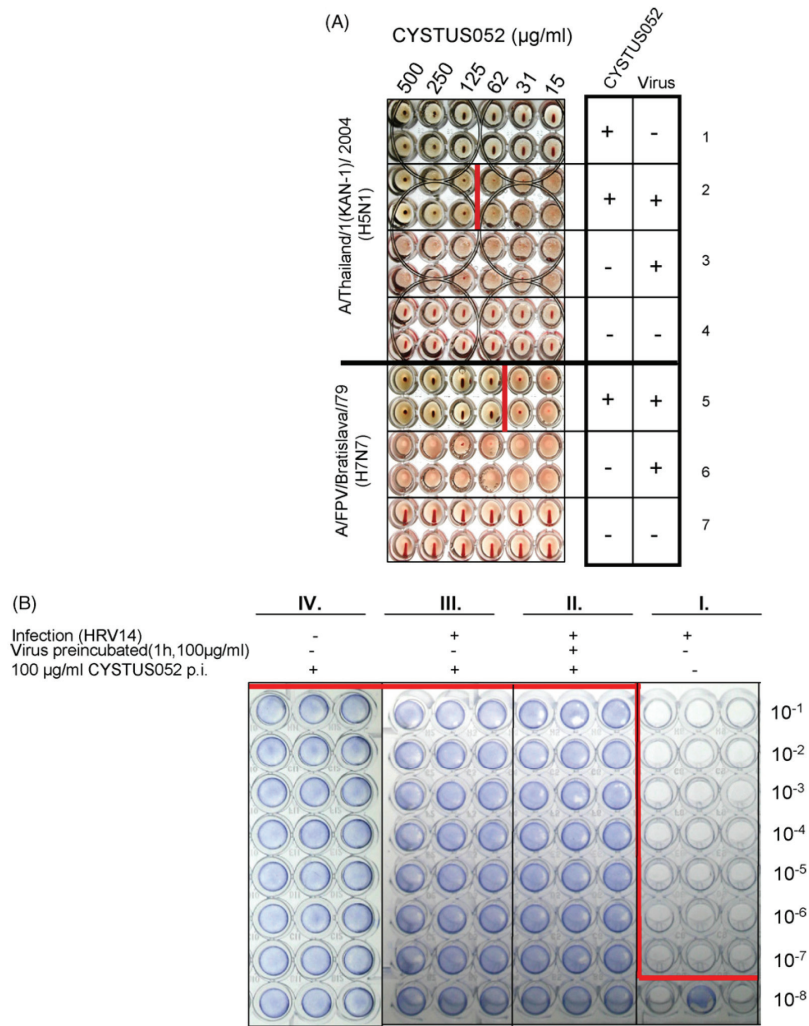 (A)
CYSTUS052 (µg/ml)
500 250 125 62 31 15
CYSTUS052 Virus
A/Thailand/1(KAN-1)/ 2004
(H5N1)
+ - 1
+ + 2
- + 3
- - 4
A/FPV/Bratislava//79
(H7N7)
+ + 5
- + 6
- - 7
(B)
IV. III. II. I.
Infection (HRV14) - + + +
Virus preincubated(1h,100µg/ml) - - + -
100 µg/ml CYSTUS052 p.i. + + + -
10-1
10-2
10-3
10-4
10-5
10-6
10-7
10-8